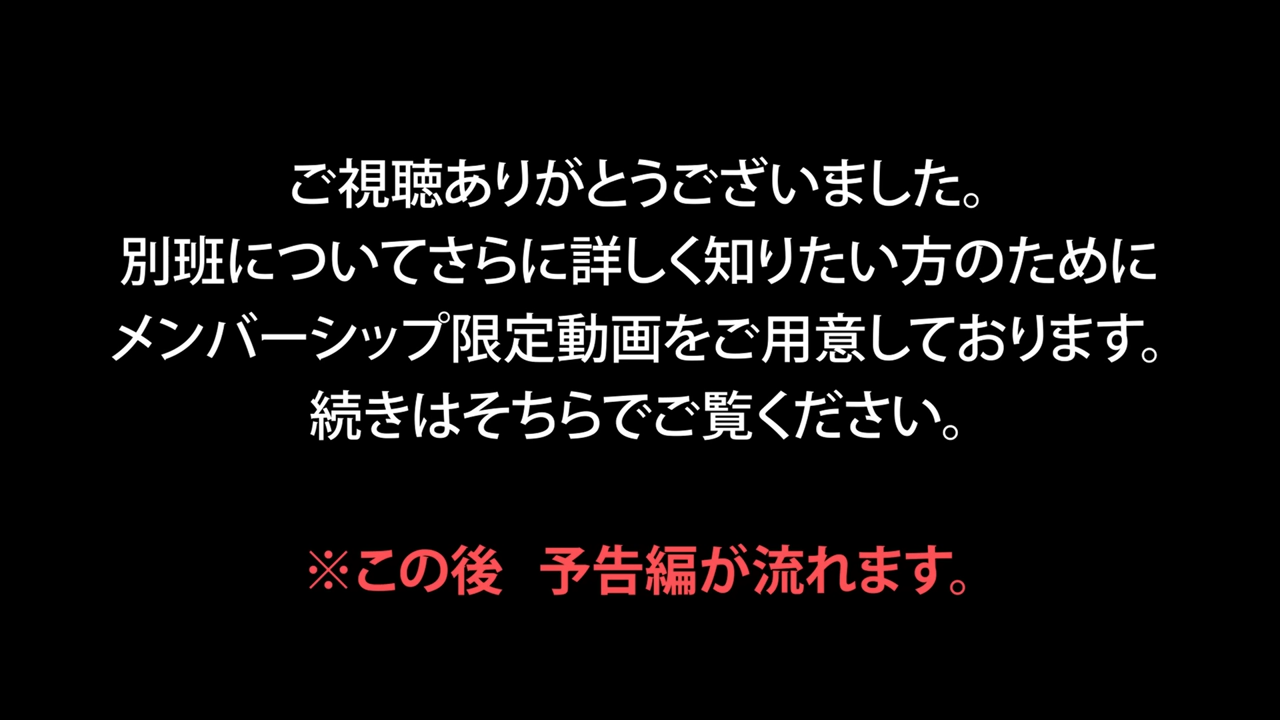 ご視聴ありがとうございました。
別班についてさらに詳しく知りたい方のために
メンバーシップ限定動画をご用意しております。
続きはそちらでご覧ください。
※この後　予告編が流れます。